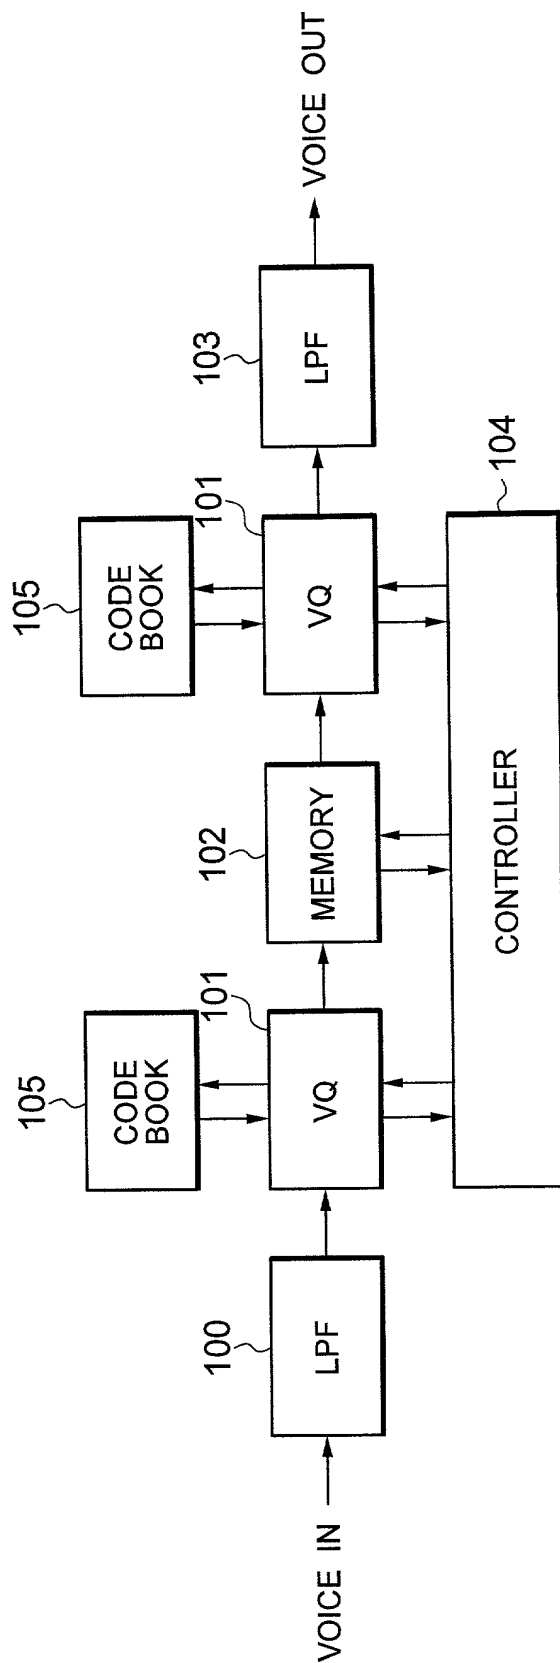 105
CODE
BOOK
105
CODE
BOOK
100
101
102
101
103
VOICE IN
LPF
VQ
MEMORY
VQ
LPF
VOICE OUT
104
CONTROLLER